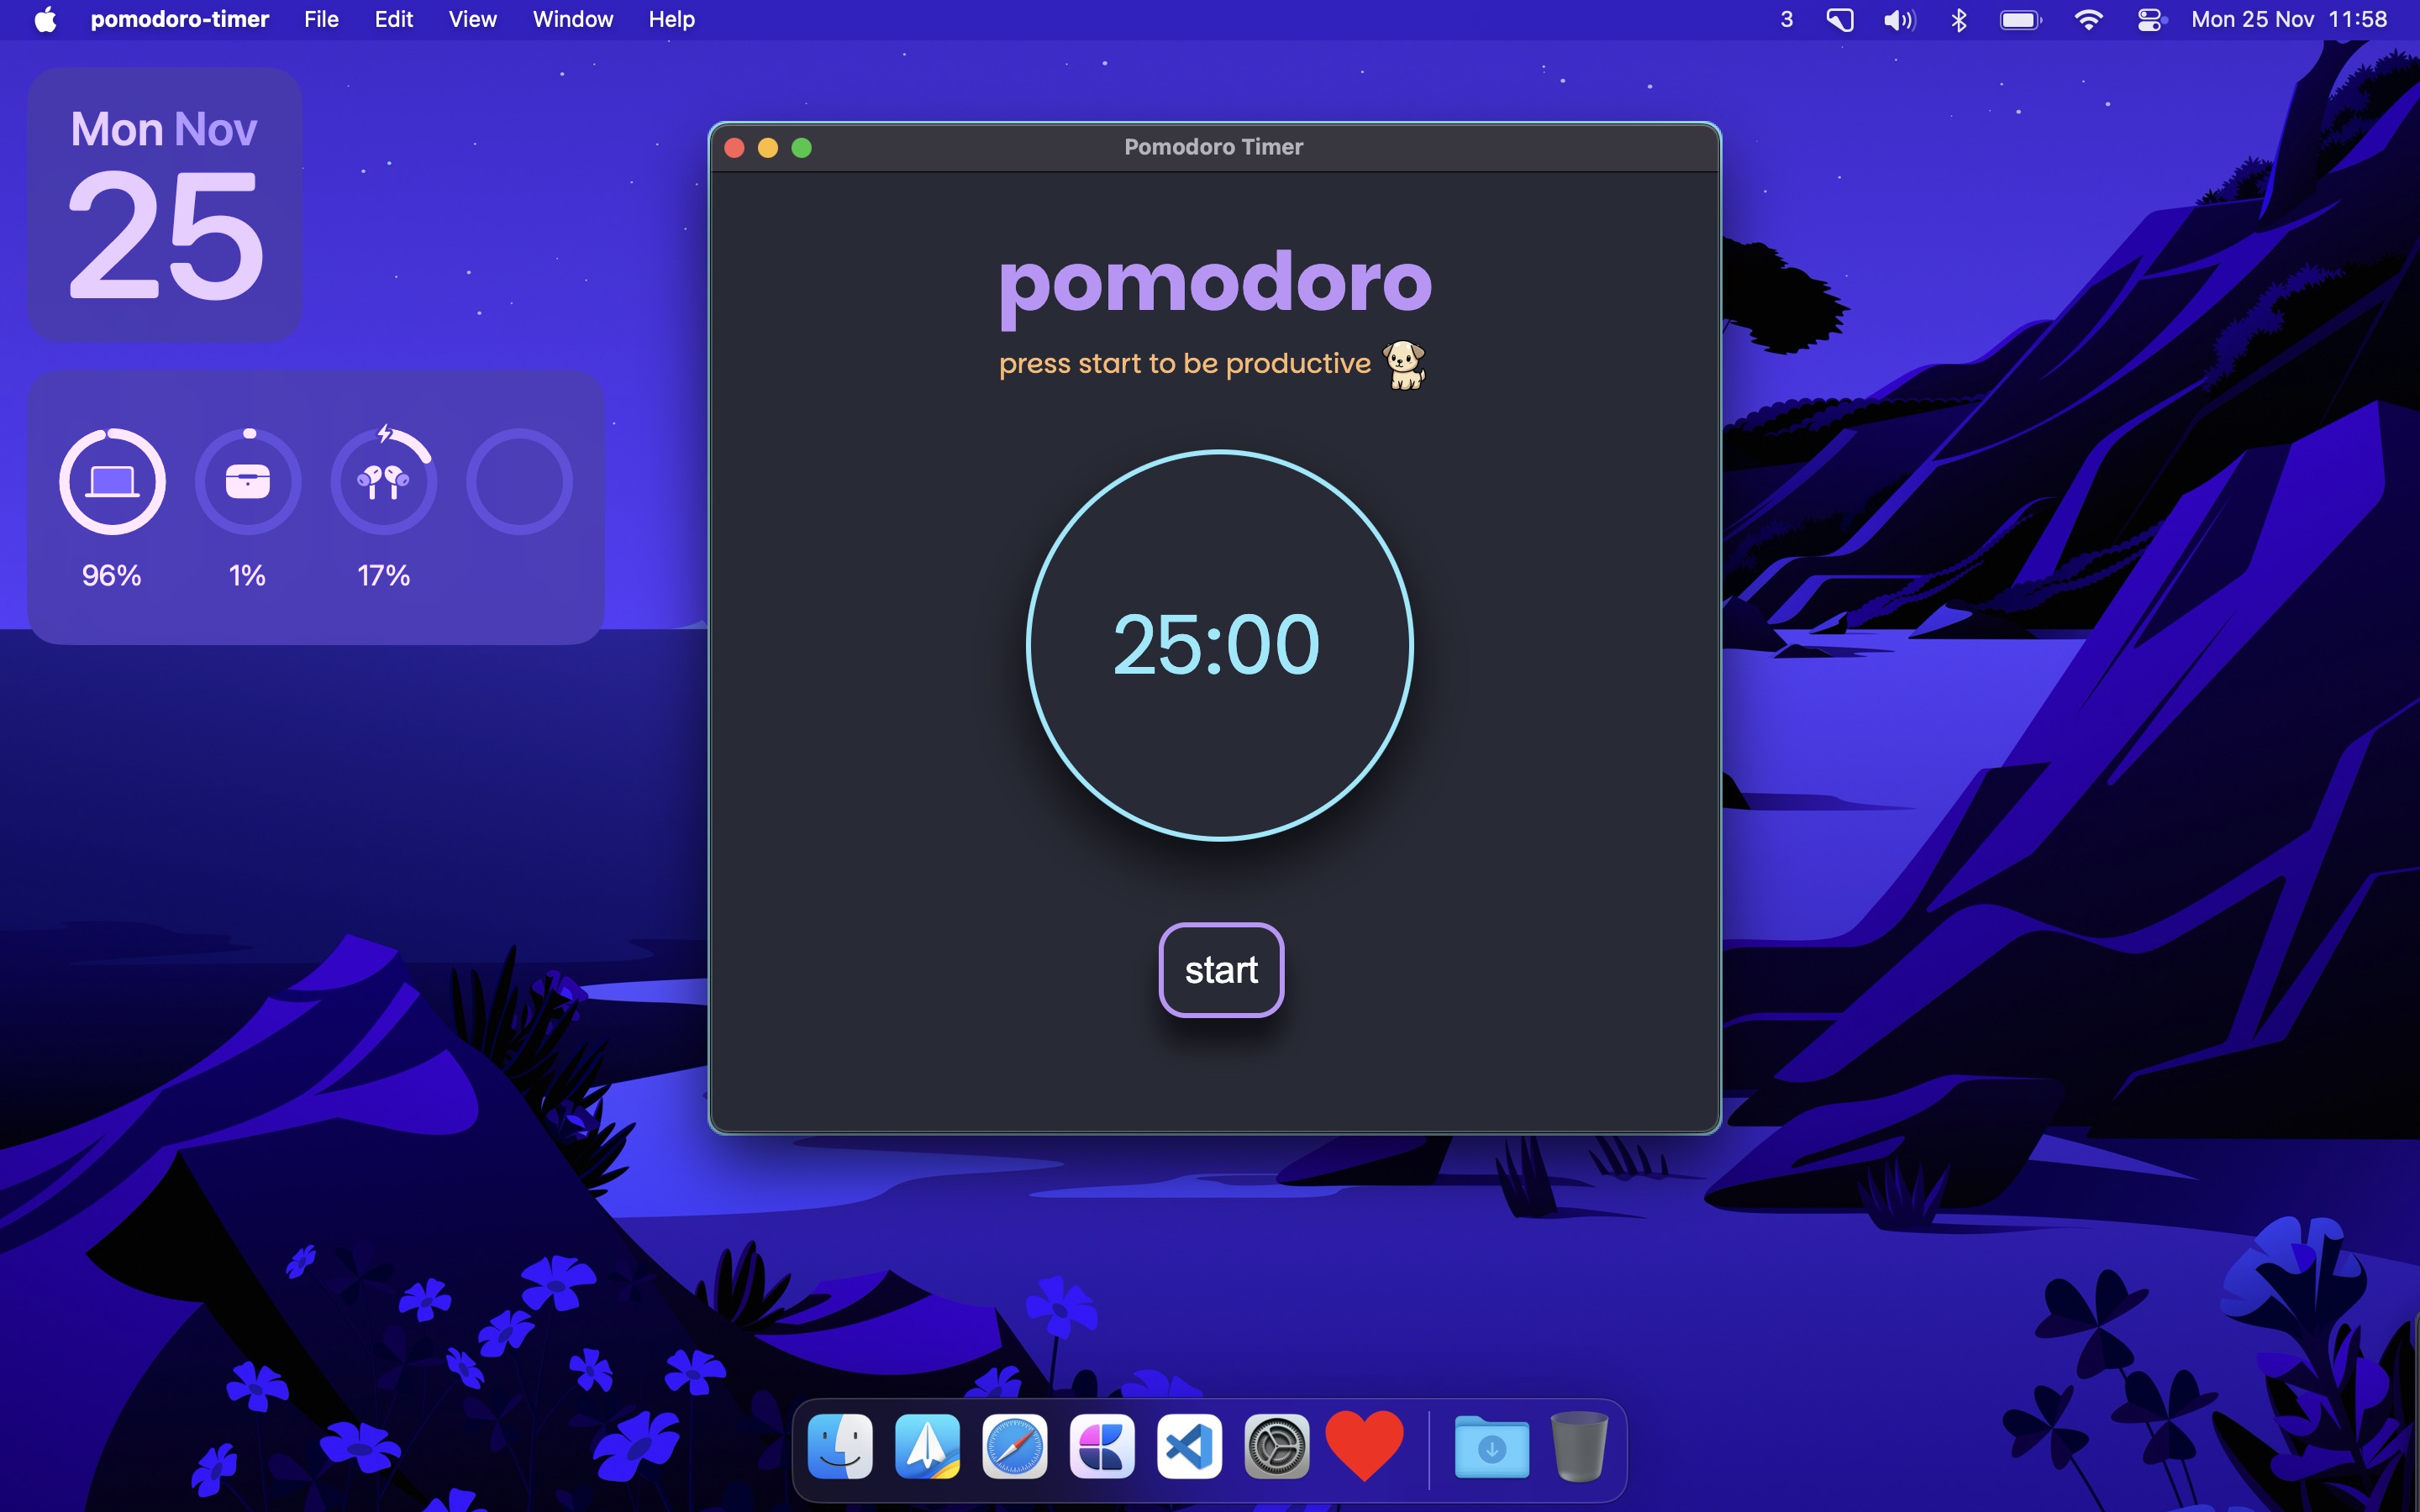 pomodoro-timer File Edit View Window Help 3 Mon 25 Nov 11:58
Mon Nov
25
96% 1% 17%
Pomodoro Timer
pomodoro
press start to be productive
25:00
start